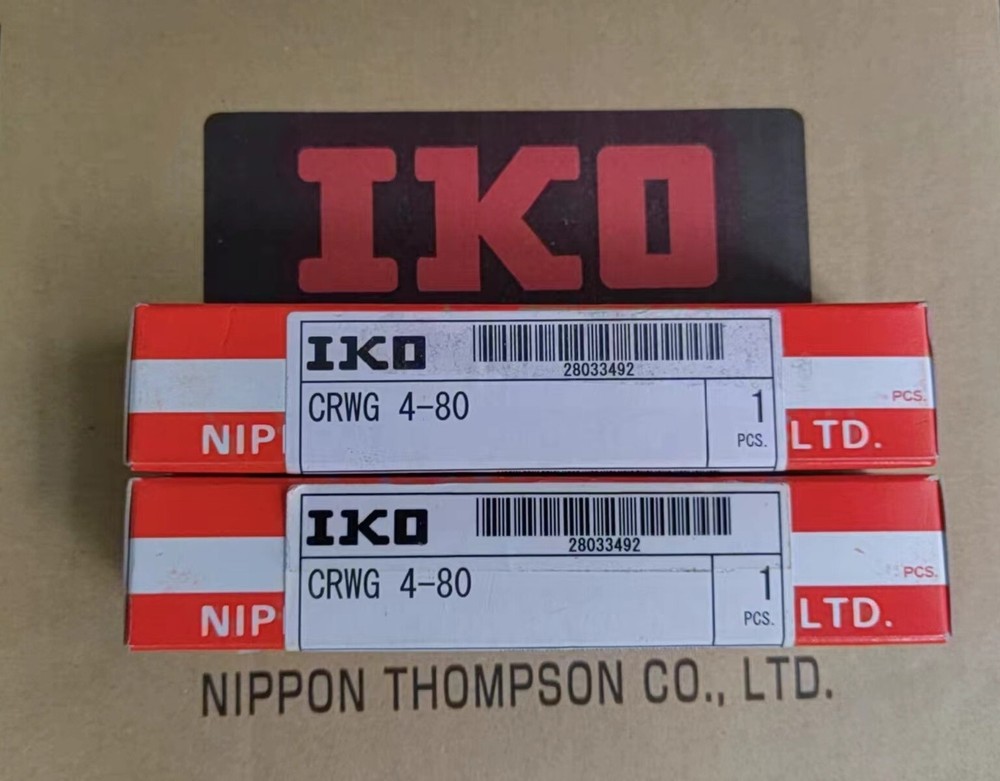 IKO
IKO
28033492
CRWG 4-80
1
PCS.
PCS.
NIP
LTD.
IKO
28033492
CRWG 4-80
1
PCS.
PCS.
NIP
LTD.
NIPPON THOMPSON CO., LTD.